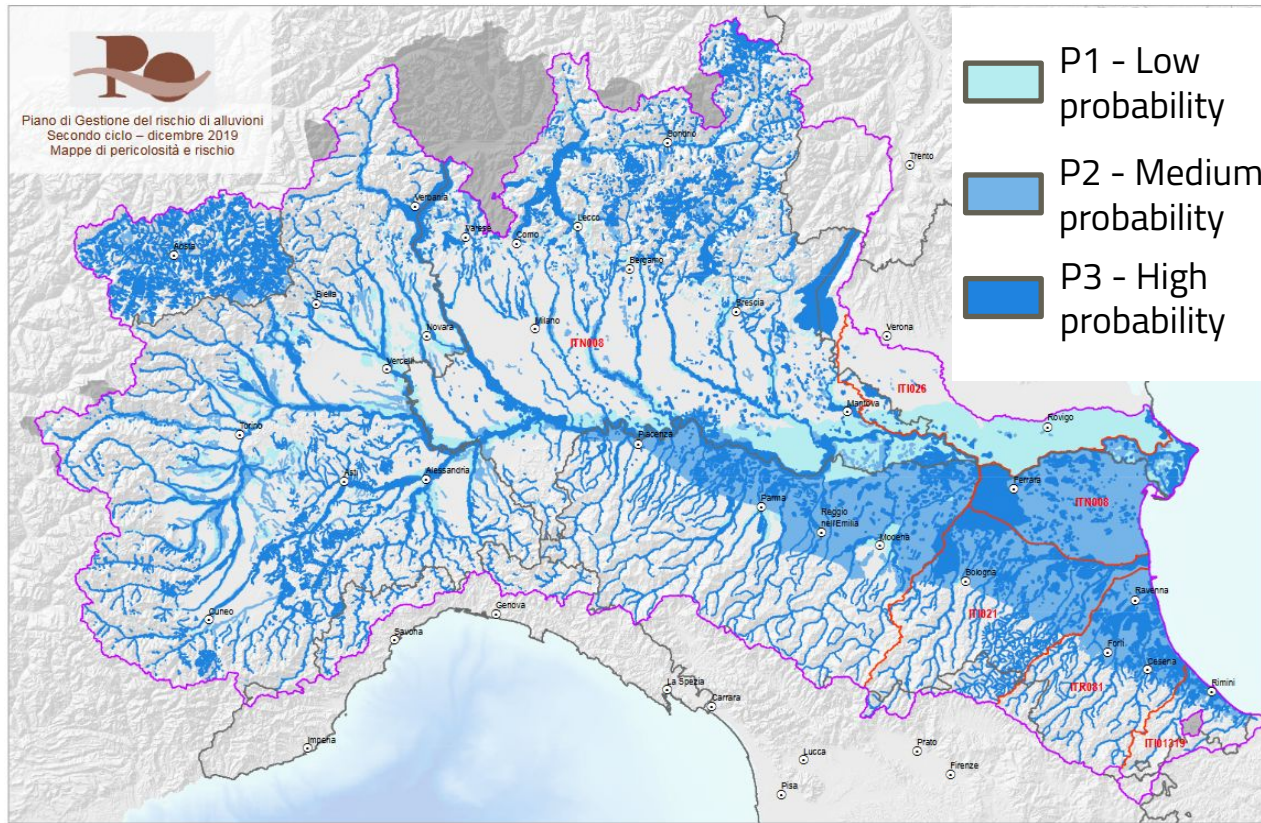 PO
Piano di Gestione del rischio di alluvioni
Secondo ciclo – dicembre 2019
Mappe di pericolosità e rischio
P1 - Low
probability
P2 - Medium
probability
P3 - High
probability
Sondrio
Trento
Verbania
Lecco
Varese
Como
Aosta
Bergamo
Biella
Brescia
Novara
Milano
Verona
ITN008
Vercelli
ITI026
Mantova
Rovigo
Torino
Piacenza
Asti
Alessandria
Ferrara
Parma
ITN008
Reggio
nell'Emilia
Modena
Bologna
Ravenna
Cuneo
Genova
ITI021
Savona
Forlì
Cesena
La Spezia
ITR081
Rimini
Carrara
Imperia
ITI01319
Prato
Lucca
Firenze
Pisa